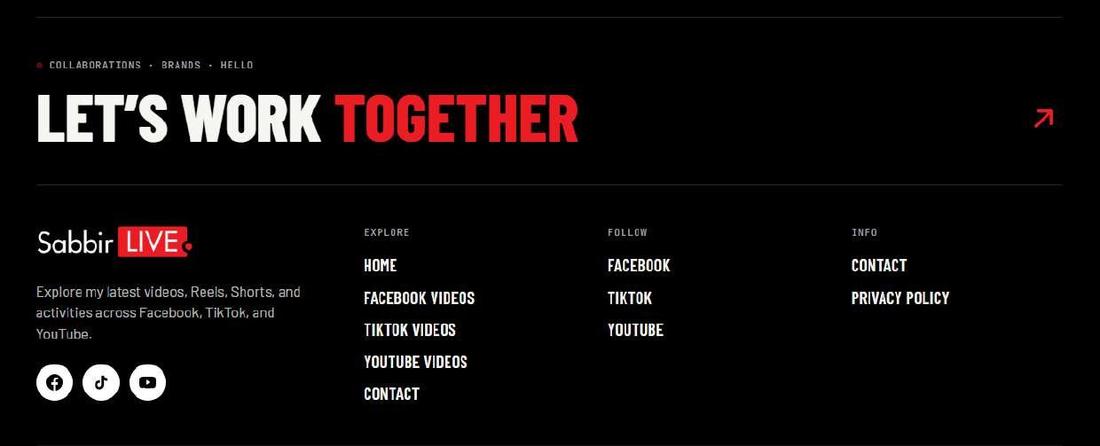 COLLABORATIONS · BRANDS · HELLO
LET'S WORK TOGETHER
Sabbir LIVE
Explore my latest videos, Reels, Shorts, and
activities across Facebook, TikTok, and
YouTube.
EXPLORE
HOME
FACEBOOK VIDEOS
TIKTOK VIDEOS
YOUTUBE VIDEOS
CONTACT
FOLLOW
FACEBOOK
TIKTOK
YOUTUBE
INFO
CONTACT
PRIVACY POLICY